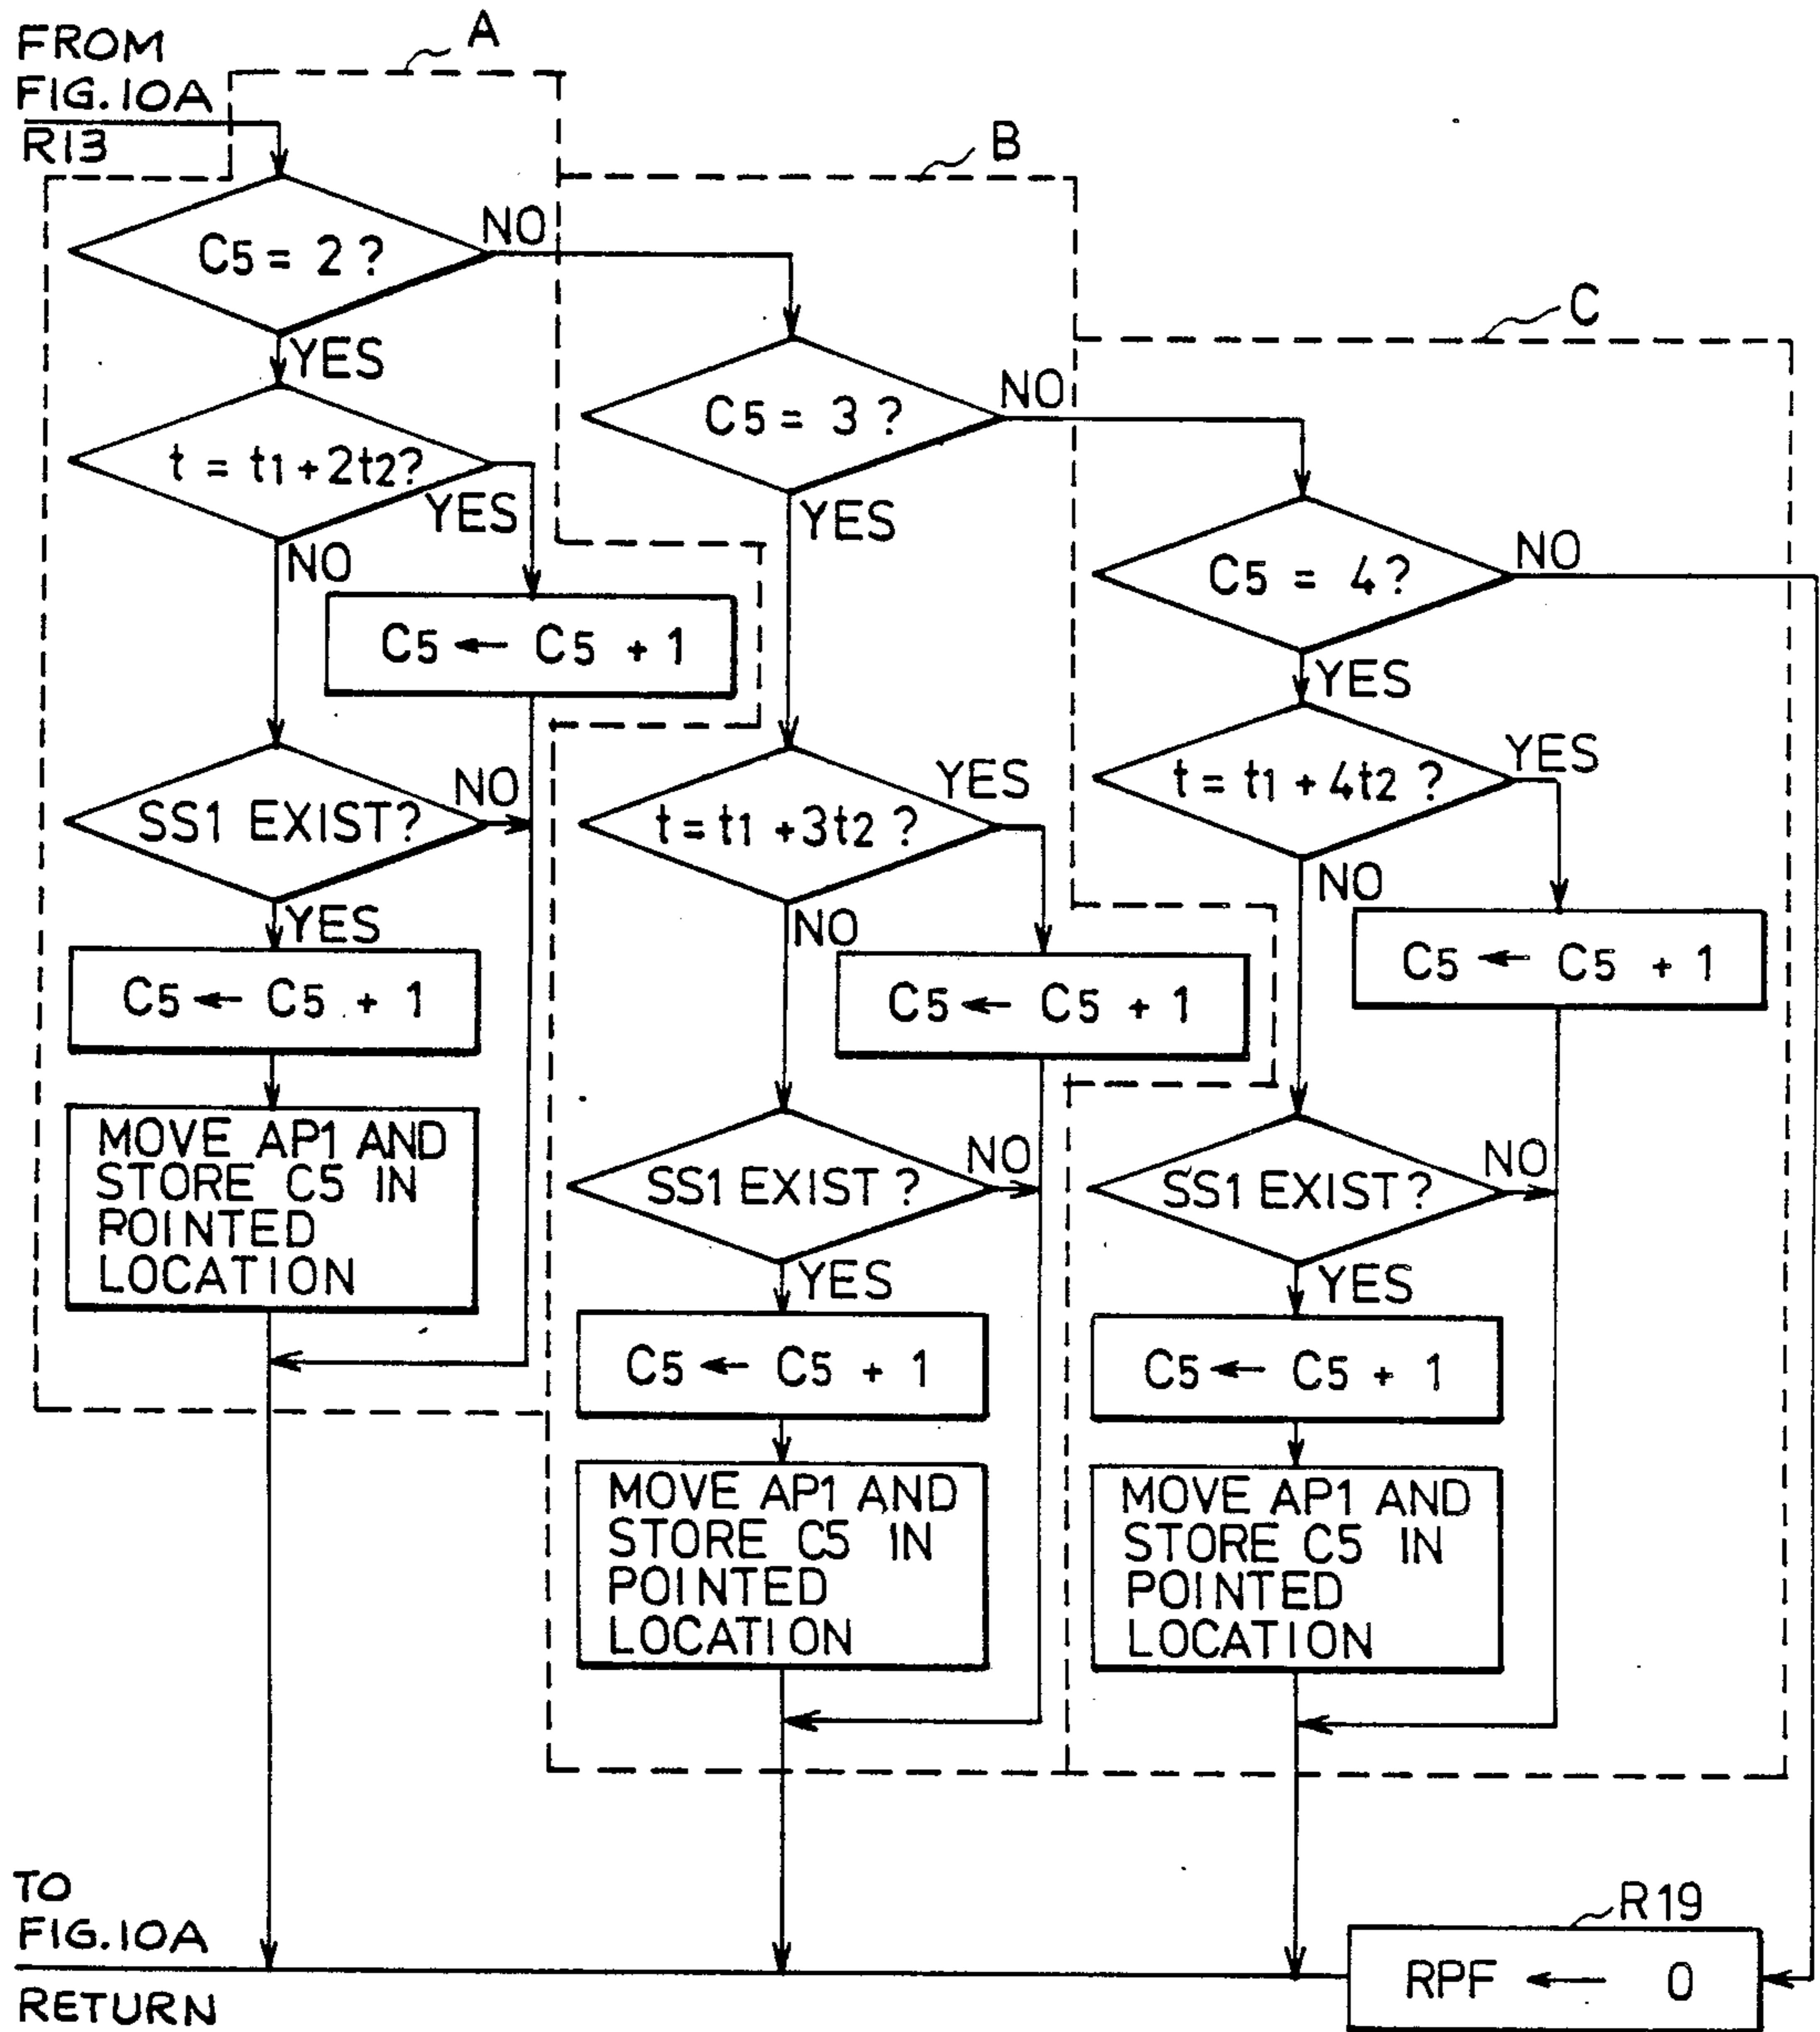 FROM
FIG.10A
R13
A
C5 = 2 ?
NO
YES
t = t1 + 2t2?
YES
NO
C5 ← C5 + 1
SS1 EXIST?
NO
YES
C5 ← C5 + 1
MOVE AP1 AND
STORE C5 IN
POINTED
LOCATION
B
C5 = 3 ?
NO
YES
t = t1 + 3t2 ?
YES
NO
C5 ← C5 + 1
SS1 EXIST ?
NO
YES
C5 ← C5 + 1
MOVE AP1 AND
STORE C5 IN
POINTED
LOCATION
C
C5 = 4 ?
NO
YES
t = t1 + 4t2 ?
YES
NO
C5 ← C5 + 1
SS1 EXIST ?
NO
YES
C5 ← C5 + 1
MOVE AP1 AND
STORE C5 IN
POINTED
LOCATION
R19
RPF ← 0
TO
FIG.10A
RETURN